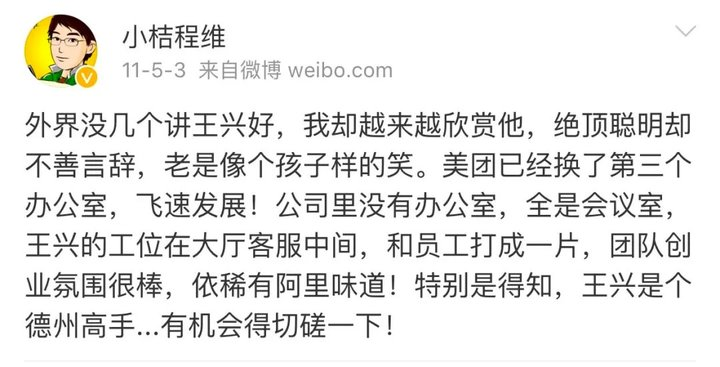 小桔程维
11-5-3 来自微博 weibo.com
外界没几个讲王兴好，我却越来越欣赏他，绝顶聪明却
不善言辞，老是像个孩子样的笑。美团已经换了第三个
办公室，飞速发展！公司里没有办公室，全是会议室，
王兴的工位在大厅客服中间，和员工打成一片，团队创
业氛围很棒，依稀有阿里味道！特别是得知，王兴是个
德州高手...有机会得切磋一下！